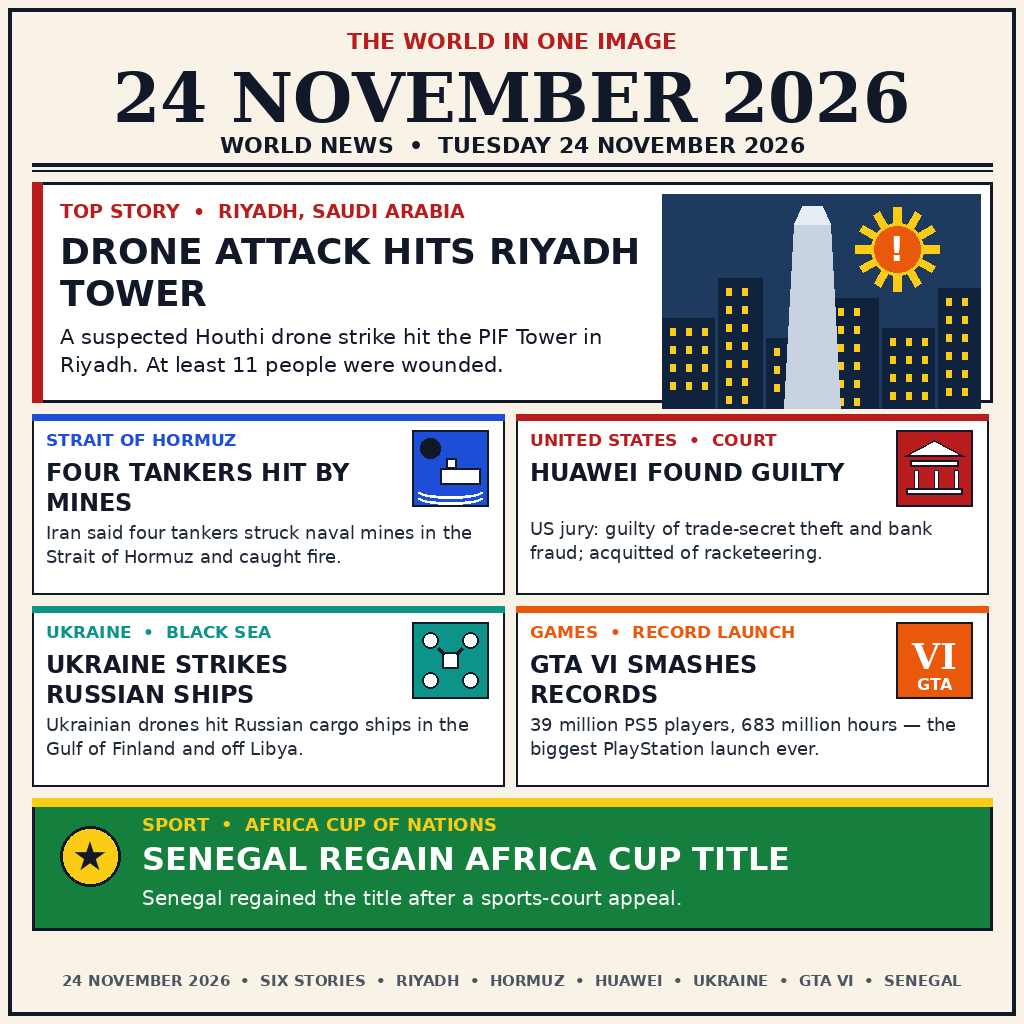 THE WORLD IN ONE IMAGE
24 NOVEMBER 2026
WORLD NEWS • TUESDAY 24 NOVEMBER 2026
TOP STORY • RIYADH, SAUDI ARABIA
DRONE ATTACK HITS RIYADH
TOWER
A suspected Houthi drone strike hit the PIF Tower in
Riyadh. At least 11 people were wounded.
!
STRAIT OF HORMUZ
FOUR TANKERS HIT BY
MINES
Iran said four tankers struck naval mines in the
Strait of Hormuz and caught fire.
UNITED STATES • COURT
HUAWEI FOUND GUILTY
US jury: guilty of trade-secret theft and bank
fraud; acquitted of racketeering.
UKRAINE • BLACK SEA
UKRAINE STRIKES
RUSSIAN SHIPS
Ukrainian drones hit Russian cargo ships in the
Gulf of Finland and off Libya.
GAMES • RECORD LAUNCH
GTA VI SMASHES
RECORDS
39 million PS5 players, 683 million hours — the
biggest PlayStation launch ever.
VI
GTA
SPORT • AFRICA CUP OF NATIONS
SENEGAL REGAIN AFRICA CUP TITLE
Senegal regained the title after a sports-court appeal.
24 NOVEMBER 2026 • SIX STORIES • RIYADH • HORMUZ • HUAWEI • UKRAINE • GTA VI • SENEGAL